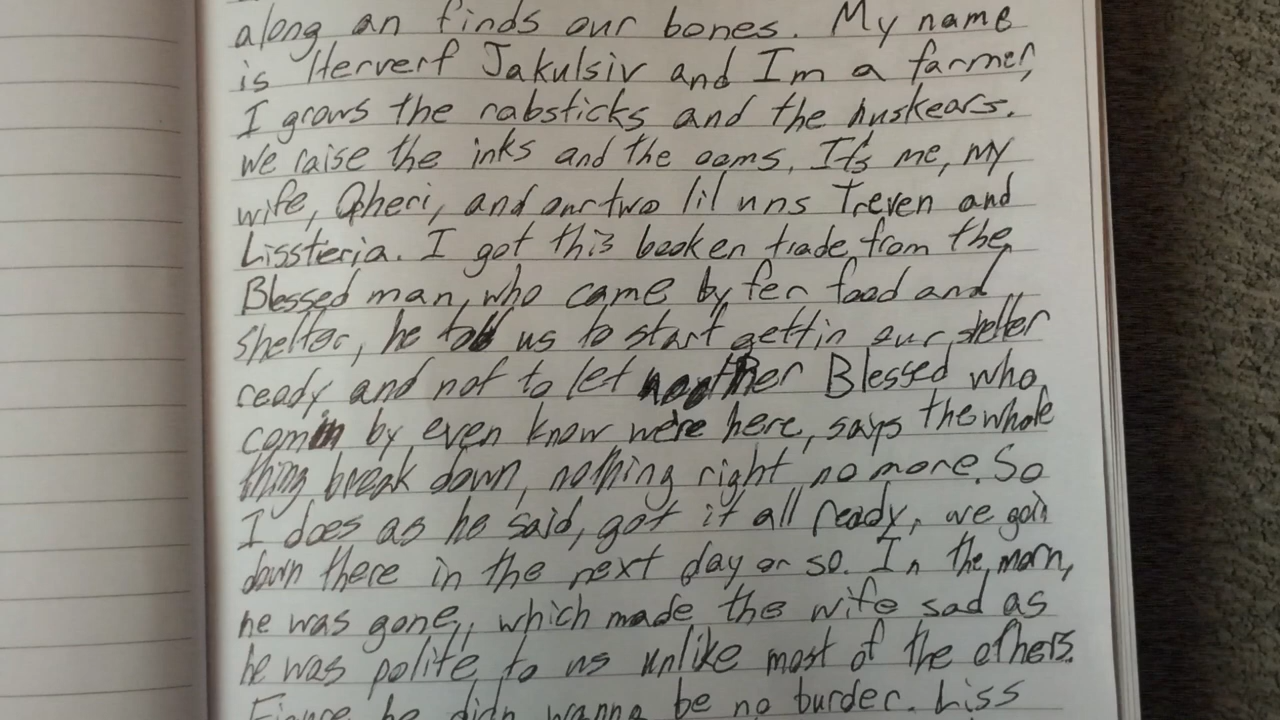 along an finds our bones. My name
is Herverf Jakulsiv and I'm a farmer,
I grows the rabsticks and the huskears.
We raise the inks and the ooms. It's me, my
wife, Opheri, and our two lil uns Treven and
Lissteria. I got this book en trade from the
Blessed man, who came by fer food and
shelter, he told us to start gettin our shelter
ready and not to let nother Blessed who
comin by even know we're here, says the whole
thing break down, nothing right no more. So
I does as he said, got it all ready, we goin
down there in the next day or so. In the morn,
he was gone, which made the wife sad as
he was polite to us unlike most of the others.
Figure he didn wanna be no burder. Liss